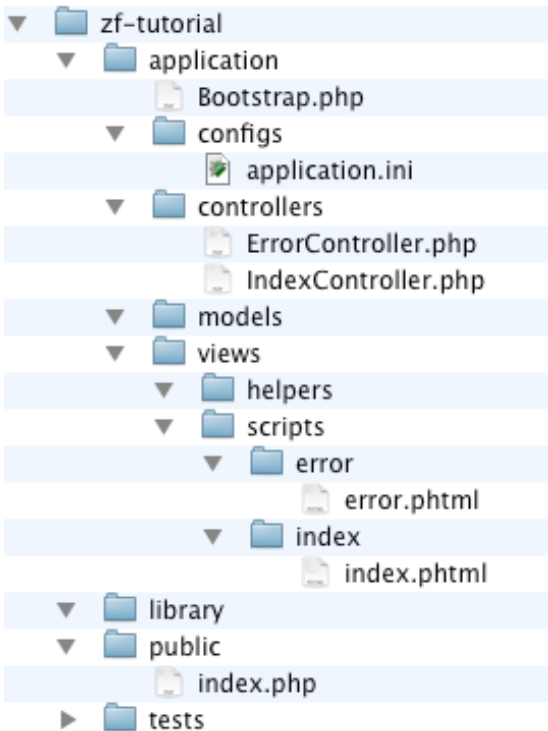 zf-tutorial
application
Bootstrap.php
configs
application.ini
controllers
ErrorController.php
IndexController.php
models
views
helpers
scripts
error
error.phtml
index
index.phtml
library
public
index.php
tests